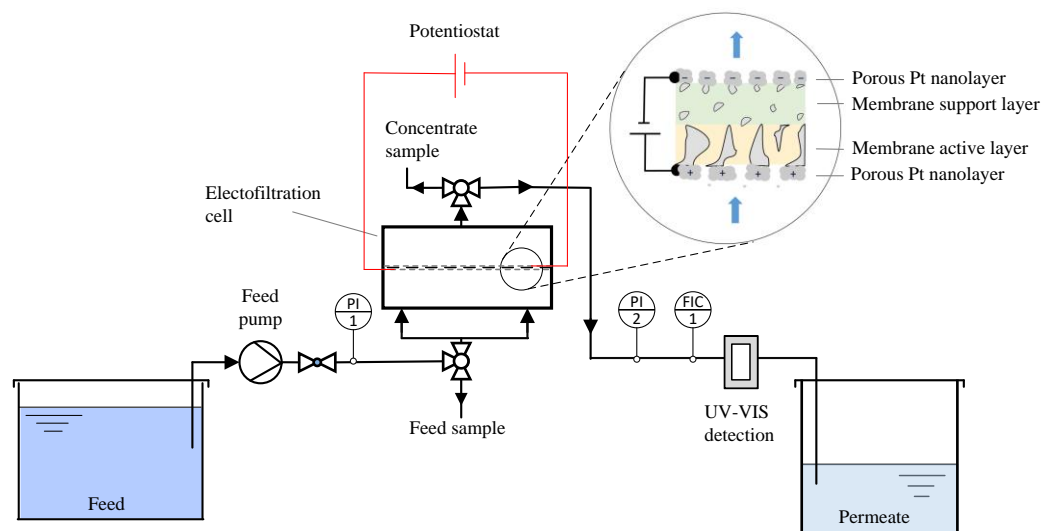 Potentiostat
Porous Pt nanolayer
Membrane support layer
Membrane active layer
Porous Pt nanolayer
Concentrate
sample
Electofiltration
cell
Feed
pump
PI
1
PI
2
FIC
1
Feed sample
UV-VIS
detection
Feed
Permeate